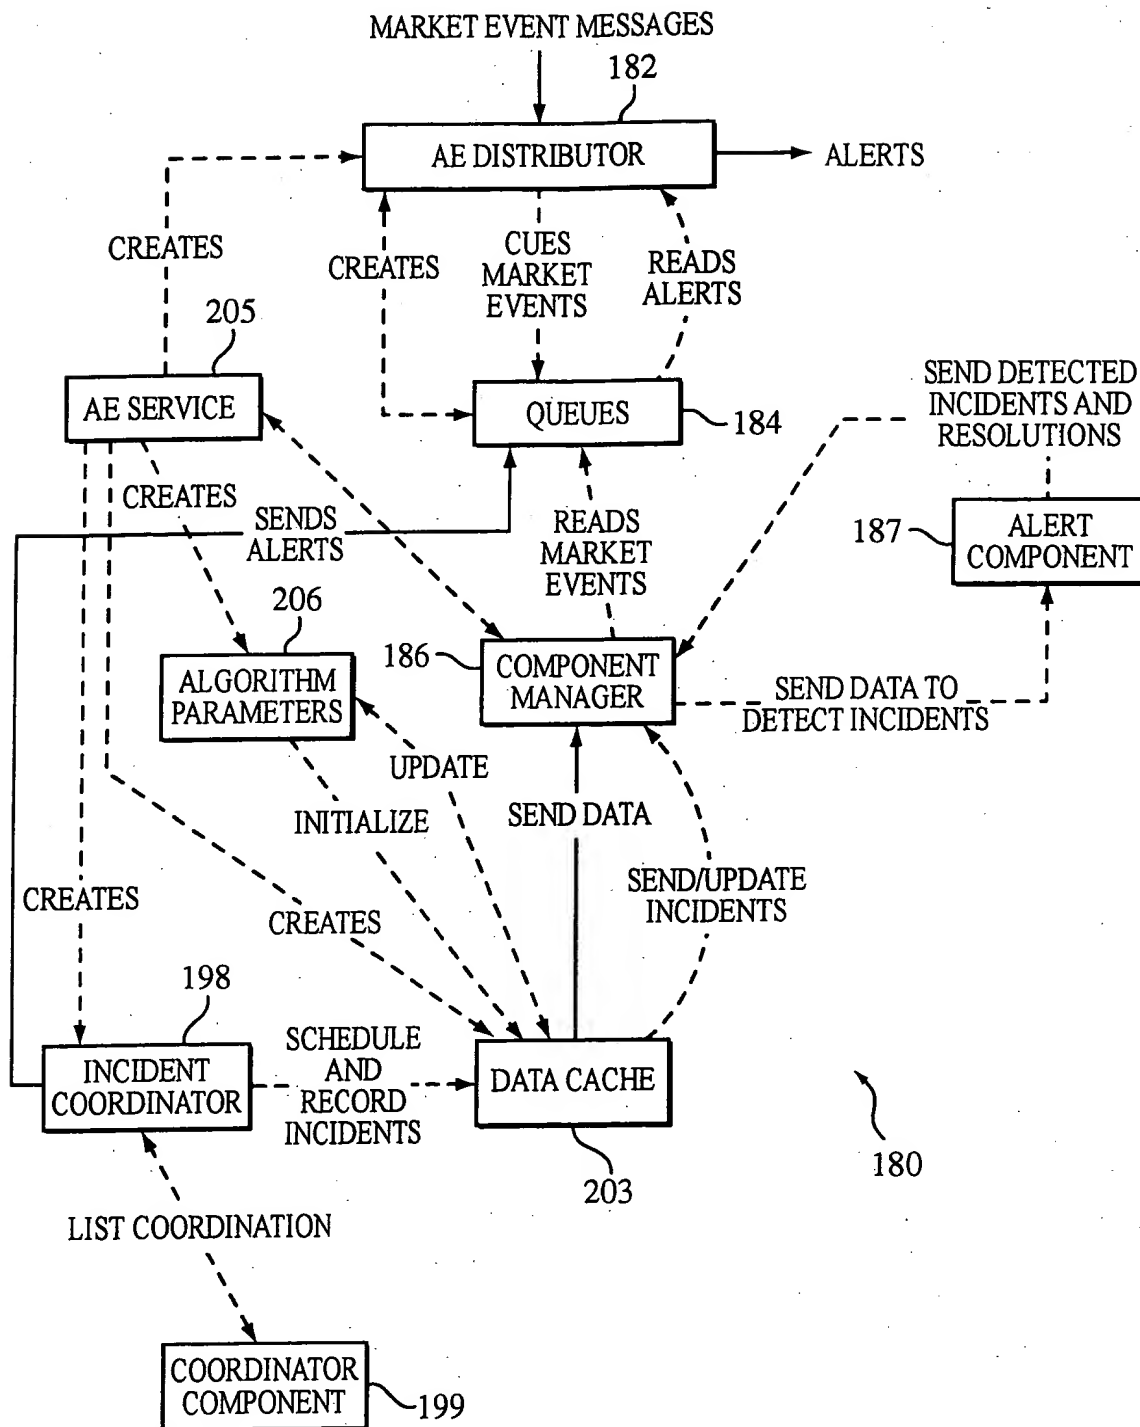 MARKET EVENT MESSAGES
182
AE DISTRIBUTOR
ALERTS
CREATES
CREATES
CUES
MARKET
EVENTS
READS
ALERTS
205
AE SERVICE
QUEUES
184
SEND DETECTED
INCIDENTS AND
RESOLUTIONS
CREATES
SENDS
ALERTS
READS
MARKET
EVENTS
187
ALERT
COMPONENT
206
ALGORITHM
PARAMETERS
186
COMPONENT
MANAGER
SEND DATA TO
DETECT INCIDENTS
UPDATE
INITIALIZE
SEND DATA
SEND/UPDATE
INCIDENTS
CREATES
CREATES
198
INCIDENT
COORDINATOR
SCHEDULE
AND
RECORD
INCIDENTS
DATA CACHE
203
180
LIST COORDINATION
COORDINATOR
COMPONENT
199